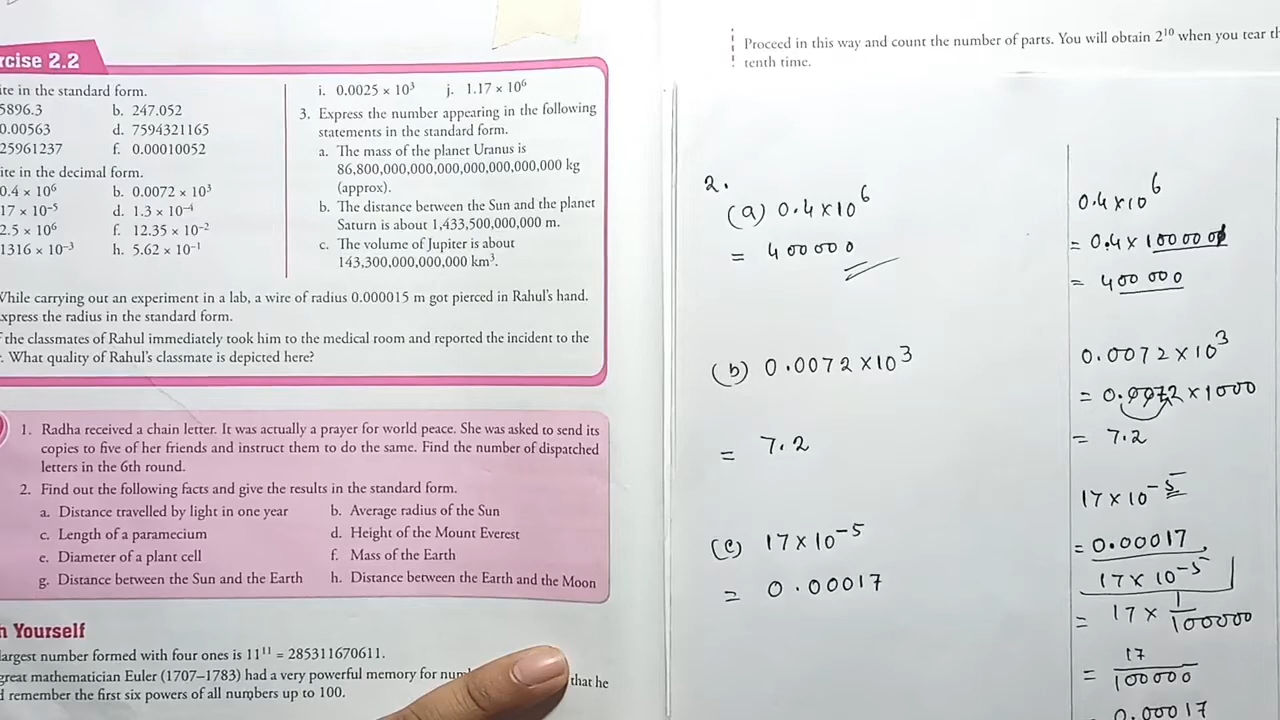 rcise 2.2
ite in the standard form.
5896.3 b. 247.052
0.00563 d. 7594321165
25961237 f. 0.00010052
ite in the decimal form.
0.4 × 10⁶ b. 0.0072 × 10³
17 × 10⁻⁵ d. 1.3 × 10⁻⁴
2.5 × 10⁶ f. 12.35 × 10⁻²
1316 × 10⁻³ h. 5.62 × 10⁻¹
i. 0.0025 × 10³ j. 1.17 × 10⁶
3. Express the number appearing in the following
statements in the standard form.
a. The mass of the planet Uranus is
86,800,000,000,000,000,000,000,000 kg
(approx).
b. The distance between the Sun and the planet
Saturn is about 1,433,500,000,000 m.
c. The volume of Jupiter is about
143,300,000,000,000 km³.
While carrying out an experiment in a lab, a wire of radius 0.000015 m got pierced in Rahul's hand.
xpress the radius in the standard form.
f the classmates of Rahul immediately took him to the medical room and reported the incident to the
. What quality of Rahul's classmate is depicted here?
1. Radha received a chain letter. It was actually a prayer for world peace. She was asked to send its
copies to five of her friends and instruct them to do the same. Find the number of dispatched
letters in the 6th round.
2. Find out the following facts and give the results in the standard form.
a. Distance travelled by light in one year b. Average radius of the Sun
c. Length of a paramecium d. Height of the Mount Everest
e. Diameter of a plant cell f. Mass of the Earth
g. Distance between the Sun and the Earth h. Distance between the Earth and the Moon
h Yourself
largest number formed with four ones is 11¹¹ = 285311670611.
great mathematician Euler (1707–1783) had a very powerful memory for num that he
d remember the first six powers of all numbers up to 100.
Proceed in this way and count the number of parts. You will obtain 2¹⁰ when you tear th
tenth time.
2.
(a) 0.4 × 10⁶
= 400000
(b) 0.0072 × 10³
= 7.2
(c) 17 × 10⁻⁵
= 0.00017
0.4 × 10⁶
= 0.4 × 1000000
= 400000
0.0072 × 10³
= 0.0072 × 1000
= 7.2
17 × 10⁻⁵
= 0.00017
17 × 10⁻⁵
= 17 × 1/100000
= 17/100000
0.00017